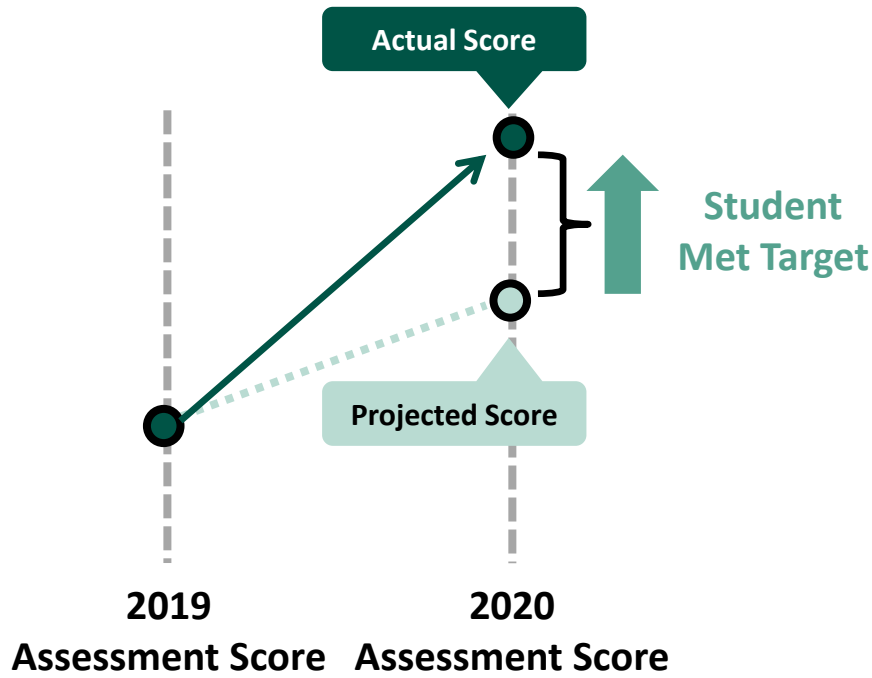 Actual Score
Student
Met Target
Projected Score
2019
Assessment Score
2020
Assessment Score